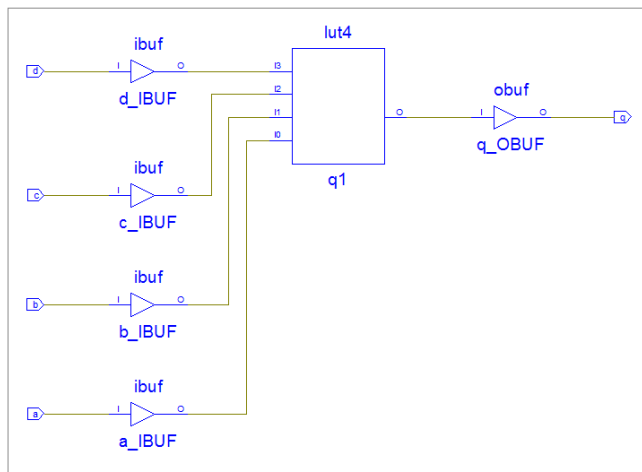 lut4
ibuf
d I O I3
d_IBUF
I2
obuf
I1 O I O q
q_OBUF
I0
ibuf
q1
c I O
c_IBUF
ibuf
b I O
b_IBUF
ibuf
a I O
a_IBUF